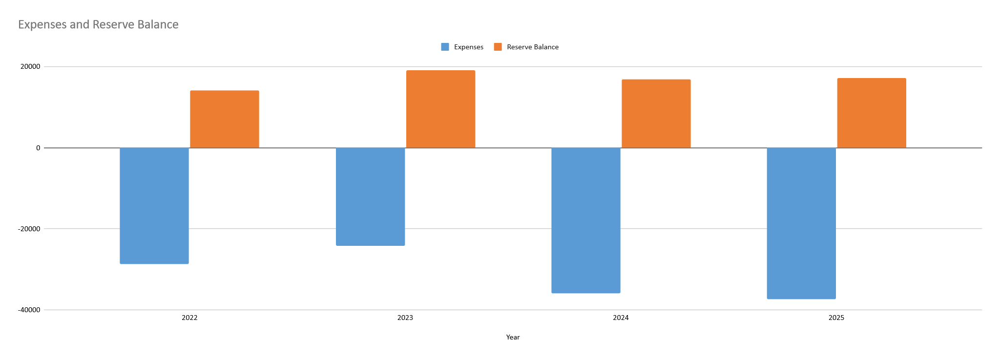 Expenses and Reserve Balance
Expenses Reserve Balance
20000
0
-20000
-40000
2022 2023 2024 2025
Year